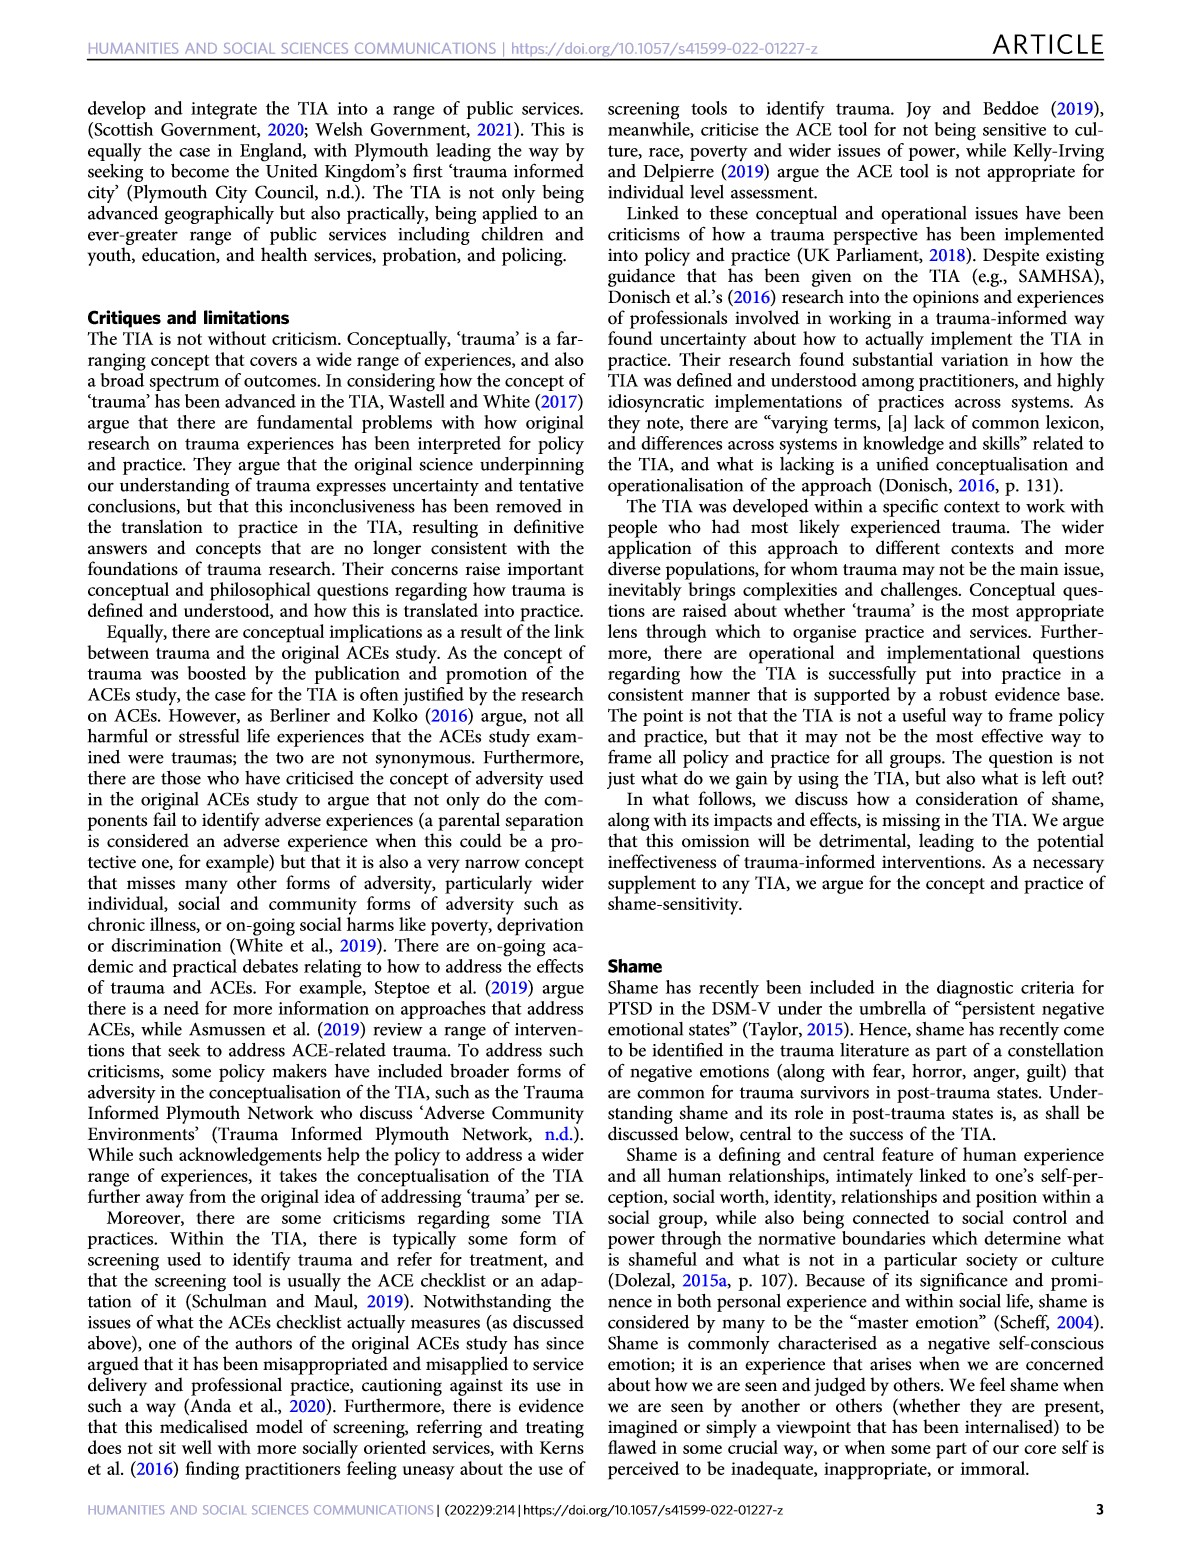 HUMANITIES AND SOCIAL SCIENCES COMMUNICATIONS | https://doi.org/10.1057/s41599-022-01227-z
ARTICLE
develop and integrate the TIA into a range of public services.
(Scottish Government, 2020; Welsh Government, 2021). This is
equally the case in England, with Plymouth leading the way by
seeking to become the United Kingdom's first 'trauma informed
city' (Plymouth City Council, n.d.). The TIA is not only being
advanced geographically but also practically, being applied to an
ever-greater range of public services including children and
youth, education, and health services, probation, and policing.
Critiques and limitations
The TIA is not without criticism. Conceptually, 'trauma' is a far-
ranging concept that covers a wide range of experiences, and also
a broad spectrum of outcomes. In considering how the concept of
'trauma' has been advanced in the TIA, Wastell and White (2017)
argue that there are fundamental problems with how original
research on trauma experiences has been interpreted for policy
and practice. They argue that the original science underpinning
our understanding of trauma expresses uncertainty and tentative
conclusions, but that this inconclusiveness has been removed in
the translation to practice in the TIA, resulting in definitive
answers and concepts that are no longer consistent with the
foundations of trauma research. Their concerns raise important
conceptual and philosophical questions regarding how trauma is
defined and understood, and how this is translated into practice.
Equally, there are conceptual implications as a result of the link
between trauma and the original ACEs study. As the concept of
trauma was boosted by the publication and promotion of the
ACEs study, the case for the TIA is often justified by the research
on ACEs. However, as Berliner and Kolko (2016) argue, not all
harmful or stressful life experiences that the ACEs study exam-
ined were traumas; the two are not synonymous. Furthermore,
there are those who have criticised the concept of adversity used
in the original ACEs study to argue that not only do the com-
ponents fail to identify adverse experiences (a parental separation
is considered an adverse experience when this could be a pro-
tective one, for example) but that it is also a very narrow concept
that misses many other forms of adversity, particularly wider
individual, social and community forms of adversity such as
chronic illness, or on-going social harms like poverty, deprivation
or discrimination (White et al., 2019). There are on-going aca-
demic and practical debates relating to how to address the effects
of trauma and ACEs. For example, Steptoe et al. (2019) argue
there is a need for more information on approaches that address
ACEs, while Asmussen et al. (2019) review a range of interven-
tions that seek to address ACE-related trauma. To address such
criticisms, some policy makers have included broader forms of
adversity in the conceptualisation of the TIA, such as the Trauma
Informed Plymouth Network who discuss 'Adverse Community
Environments' (Trauma Informed Plymouth Network, n.d.).
While such acknowledgements help the policy to address a wider
range of experiences, it takes the conceptualisation of the TIA
further away from the original idea of addressing 'trauma' per se.
Moreover, there are some criticisms regarding some TIA
practices. Within the TIA, there is typically some form of
screening used to identify trauma and refer for treatment, and
that the screening tool is usually the ACE checklist or an adap-
tation of it (Schulman and Maul, 2019). Notwithstanding the
issues of what the ACEs checklist actually measures (as discussed
above), one of the authors of the original ACEs study has since
argued that it has been misappropriated and misapplied to service
delivery and professional practice, cautioning against its use in
such a way (Anda et al., 2020). Furthermore, there is evidence
that this medicalised model of screening, referring and treating
does not sit well with more socially oriented services, with Kerns
et al. (2016) finding practitioners feeling uneasy about the use of
screening tools to identify trauma. Joy and Beddoe (2019),
meanwhile, criticise the ACE tool for not being sensitive to cul-
ture, race, poverty and wider issues of power, while Kelly-Irving
and Delpierre (2019) argue the ACE tool is not appropriate for
individual level assessment.
Linked to these conceptual and operational issues have been
criticisms of how a trauma perspective has been implemented
into policy and practice (UK Parliament, 2018). Despite existing
guidance that has been given on the TIA (e.g., SAMHSA),
Donisch et al.'s (2016) research into the opinions and experiences
of professionals involved in working in a trauma-informed way
found uncertainty about how to actually implement the TIA in
practice. Their research found substantial variation in how the
TIA was defined and understood among practitioners, and highly
idiosyncratic implementations of practices across systems. As
they note, there are "varying terms, [a] lack of common lexicon,
and differences across systems in knowledge and skills" related to
the TIA, and what is lacking is a unified conceptualisation and
operationalisation of the approach (Donisch, 2016, p. 131).
The TIA was developed within a specific context to work with
people who had most likely experienced trauma. The wider
application of this approach to different contexts and more
diverse populations, for whom trauma may not be the main issue,
inevitably brings complexities and challenges. Conceptual ques-
tions are raised about whether 'trauma' is the most appropriate
lens through which to organise practice and services. Further-
more, there are operational and implementational questions
regarding how the TIA is successfully put into practice in a
consistent manner that is supported by a robust evidence base.
The point is not that the TIA is not a useful way to frame policy
and practice, but that it may not be the most effective way to
frame all policy and practice for all groups. The question is not
just what do we gain by using the TIA, but also what is left out?
In what follows, we discuss how a consideration of shame,
along with its impacts and effects, is missing in the TIA. We argue
that this omission will be detrimental, leading to the potential
ineffectiveness of trauma-informed interventions. As a necessary
supplement to any TIA, we argue for the concept and practice of
shame-sensitivity.
Shame
Shame has recently been included in the diagnostic criteria for
PTSD in the DSM-V under the umbrella of "persistent negative
emotional states" (Taylor, 2015). Hence, shame has recently come
to be identified in the trauma literature as part of a constellation
of negative emotions (along with fear, horror, anger, guilt) that
are common for trauma survivors in post-trauma states. Under-
standing shame and its role in post-trauma states is, as shall be
discussed below, central to the success of the TIA.
Shame is a defining and central feature of human experience
and all human relationships, intimately linked to one's self-per-
ception, social worth, identity, relationships and position within a
social group, while also being connected to social control and
power through the normative boundaries which determine what
is shameful and what is not in a particular society or culture
(Dolezal, 2015a, p. 107). Because of its significance and promi-
nence in both personal experience and within social life, shame is
considered by many to be the "master emotion" (Scheff, 2004).
Shame is commonly characterised as a negative self-conscious
emotion; it is an experience that arises when we are concerned
about how we are seen and judged by others. We feel shame when
we are seen by another or others (whether they are present,
imagined or simply a viewpoint that has been internalised) to be
flawed in some crucial way, or when some part of our core self is
perceived to be inadequate, inappropriate, or immoral.
HUMANITIES AND SOCIAL SCIENCES COMMUNICATIONS | (2022)9:214 | https://doi.org/10.1057/s41599-022-01227-z
3